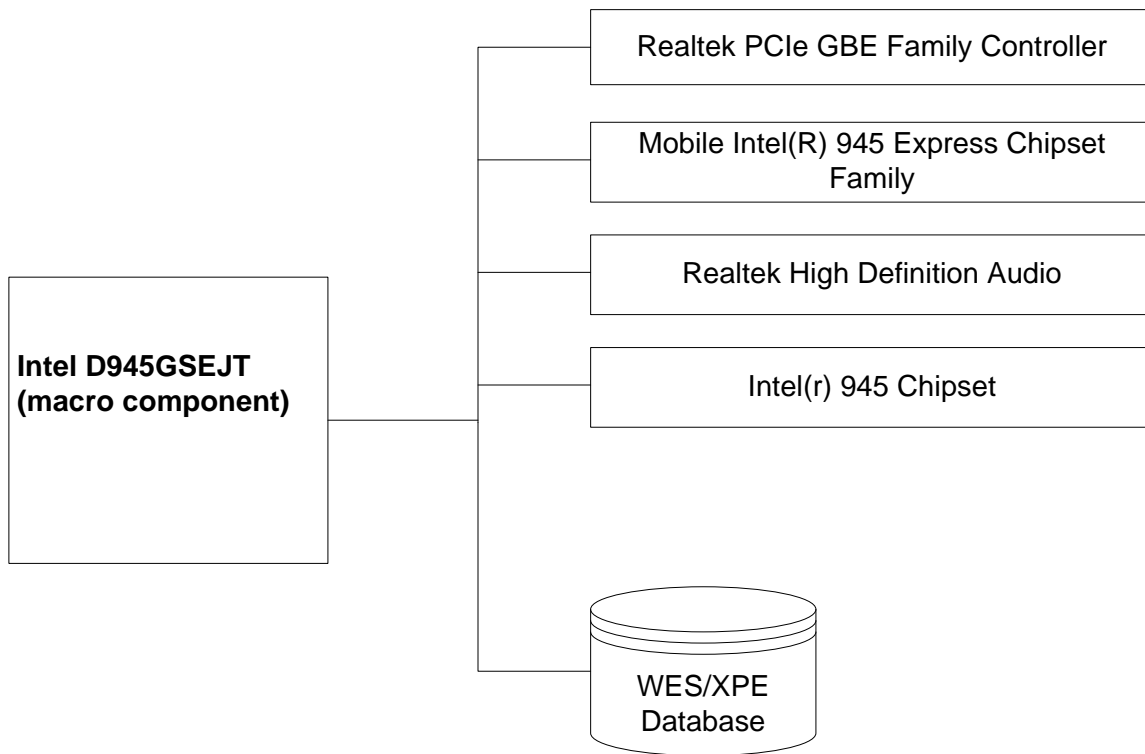 Realtek PCIe GBE Family Controller
Mobile Intel(R) 945 Express Chipset
Family
Realtek High Definition Audio
Intel D945GSEJT
(macro component)
Intel(r) 945 Chipset
WES/XPE
Database